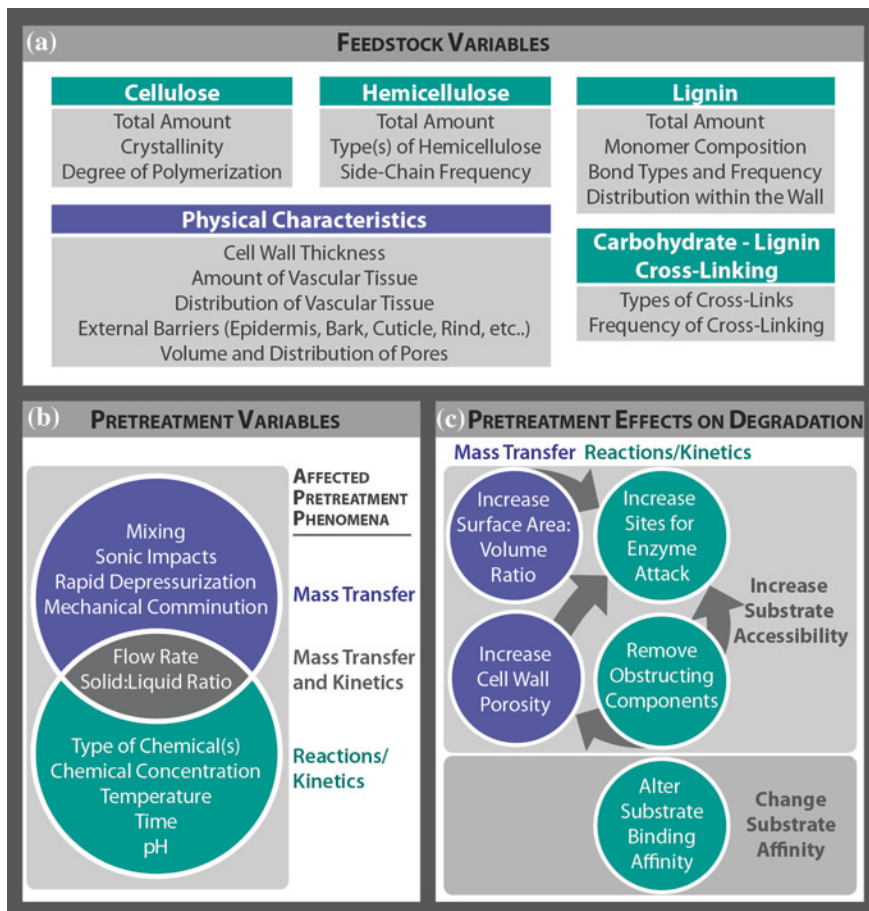 (a)
FEEDSTOCK VARIABLES
Cellulose
Total Amount
Crystallinity
Degree of Polymerization
Hemicellulose
Total Amount
Type(s) of Hemicellulose
Side-Chain Frequency
Lignin
Total Amount
Monomer Composition
Bond Types and Frequency
Distribution within the Wall
Physical Characteristics
Cell Wall Thickness
Amount of Vascular Tissue
Distribution of Vascular Tissue
External Barriers (Epidermis, Bark, Cuticle, Rind, etc..)
Volume and Distribution of Pores
Carbohydrate - Lignin
Cross-Linking
Types of Cross-Links
Frequency of Cross-Linking
(b)
PRETREATMENT VARIABLES
AFFECTED
PRETREATMENT
PHENOMENA
Mixing
Sonic Impacts
Rapid Depressurization
Mechanical Comminution
Mass Transfer
Flow Rate
Solid:Liquid Ratio
Mass Transfer
and Kinetics
Type of Chemical(s)
Chemical Concentration
Temperature
Time
pH
Reactions/
Kinetics
(c)
PRETREATMENT EFFECTS ON DEGRADATION
Mass Transfer
Reactions/Kinetics
Increase
Surface Area:
Volume
Ratio
Increase
Sites for
Enzyme
Attack
Increase
Cell Wall
Porosity
Remove
Obstructing
Components
Increase
Substrate
Accessibility
Alter
Substrate
Binding
Affinity
Change
Substrate
Affinity